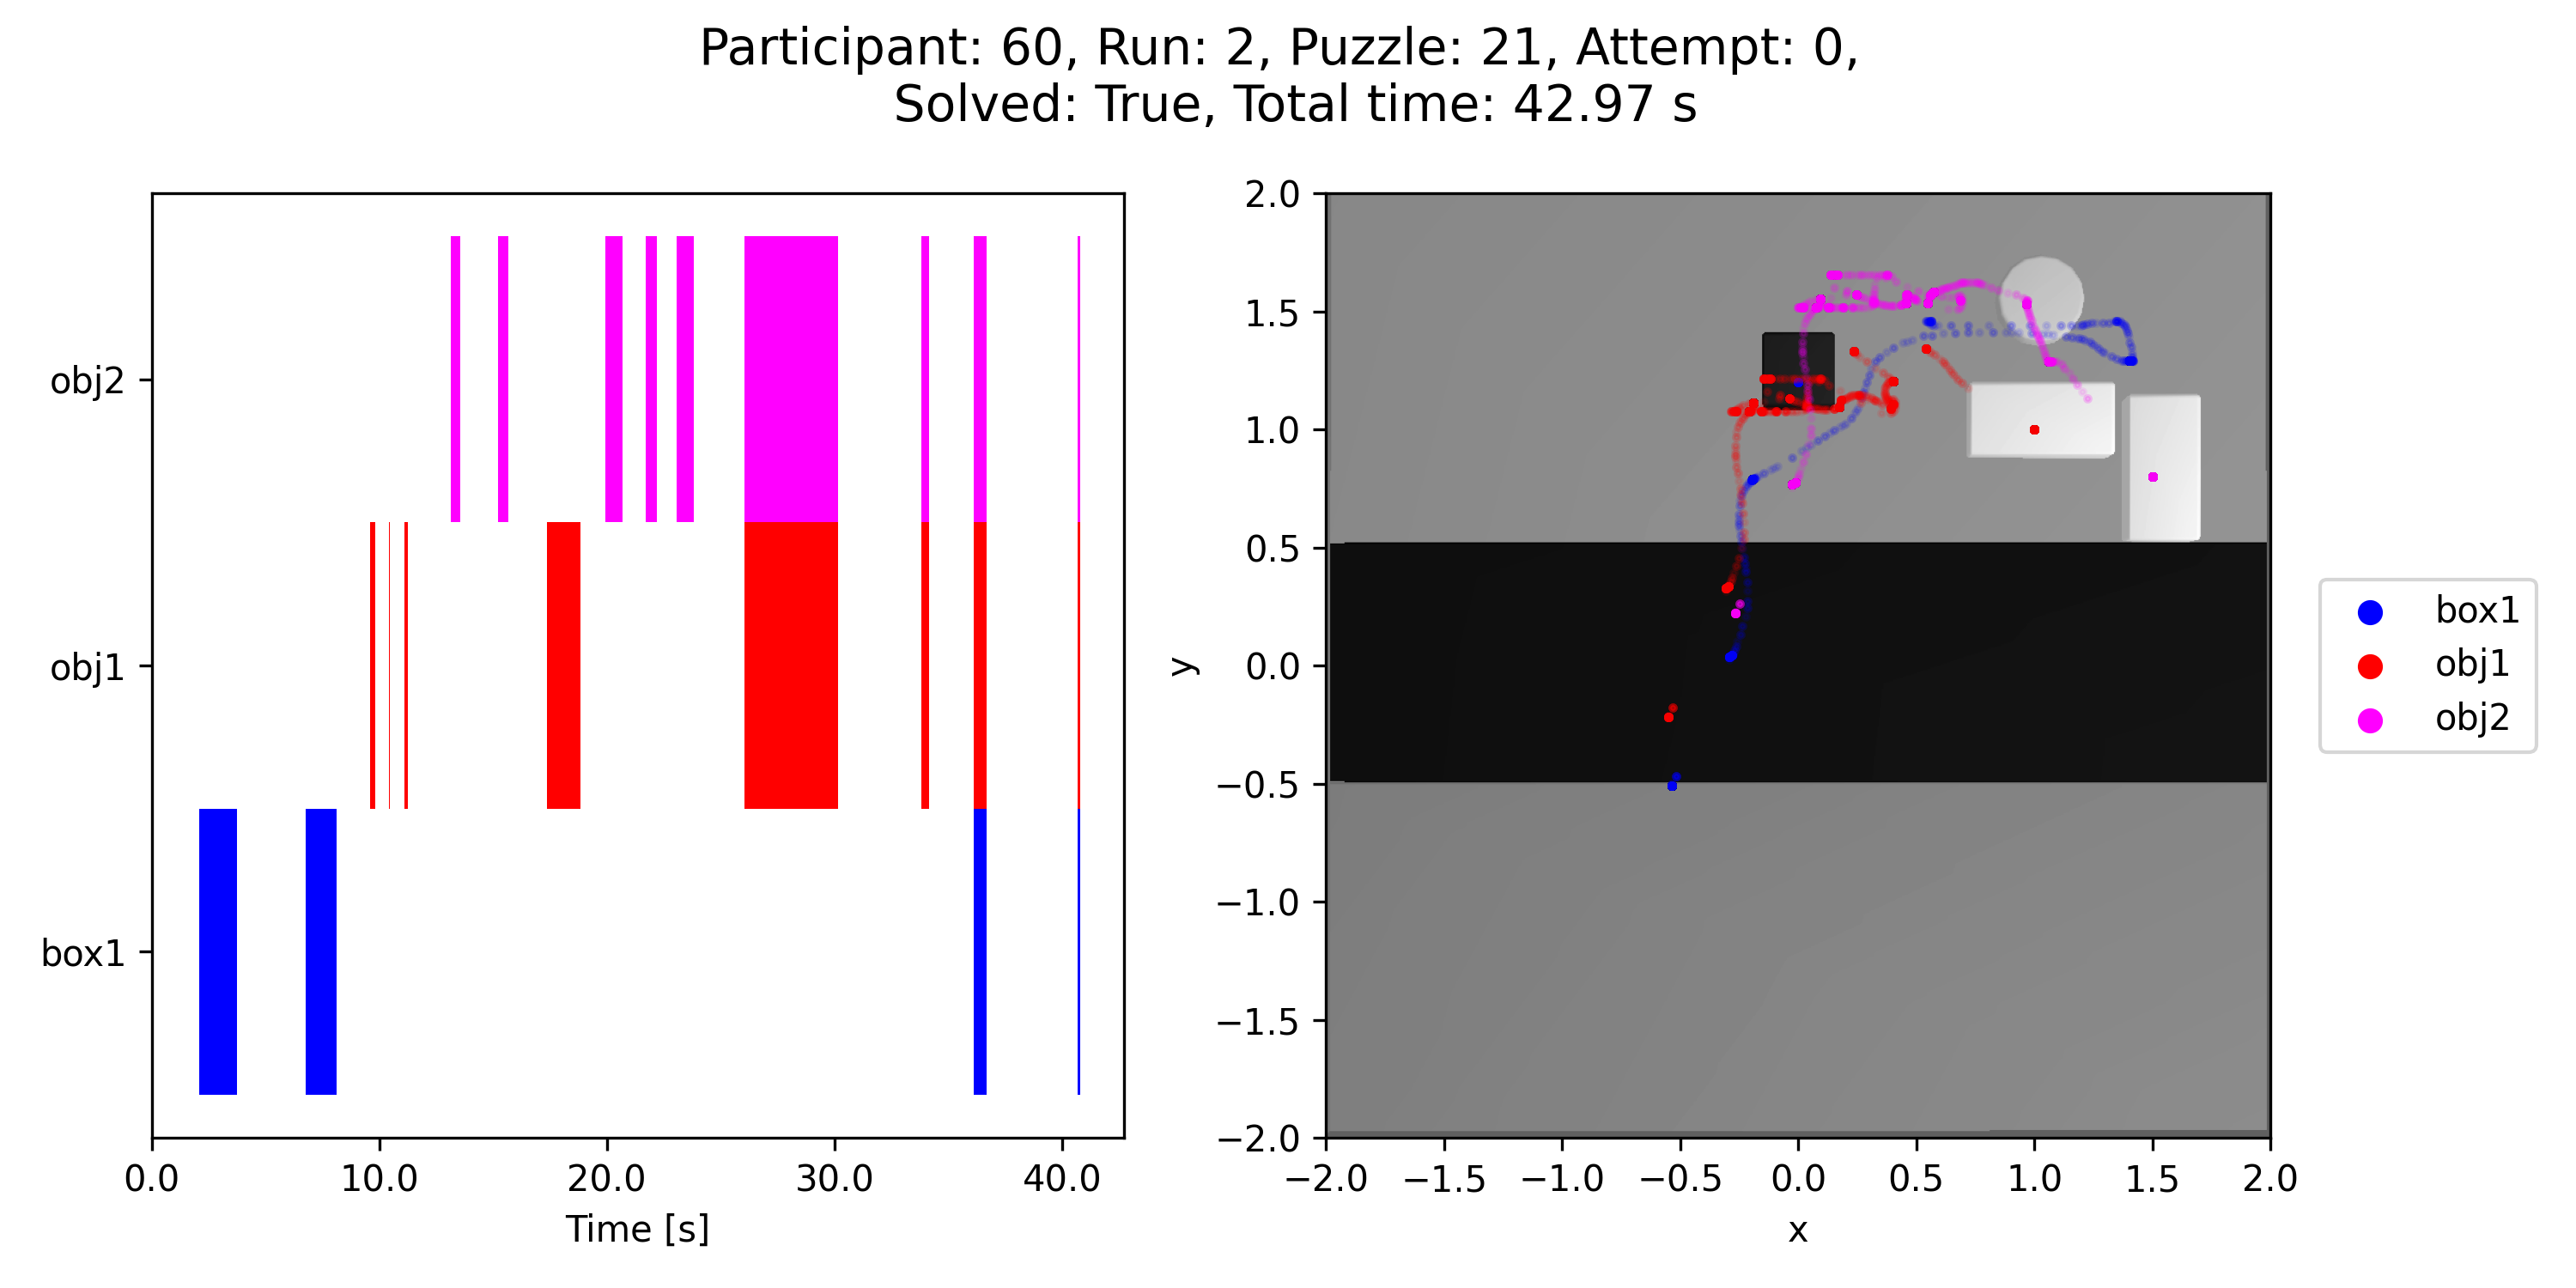 Participant: 60, Run: 2, Puzzle: 21, Attempt: 0,
Solved: True, Total time: 42.97 s
obj2
obj1
box1
0.0 10.0 20.0 30.0 40.0
Time [s]
2.0
1.5
1.0
0.5
0.0
−0.5
−1.0
−1.5
−2.0
y
−2.0 −1.5 −1.0 −0.5 0.0 0.5 1.0 1.5 2.0
x
box1
obj1
obj2